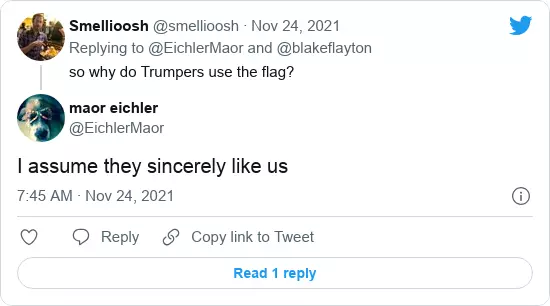 Smellioosh @smellioosh · Nov 24, 2021
Replying to @EichlerMaor and @blakeflayton
so why do Trumpers use the flag?
maor eichler
@EichlerMaor
I assume they sincerely like us
7:45 AM · Nov 24, 2021
Reply Copy link to Tweet
Read 1 reply